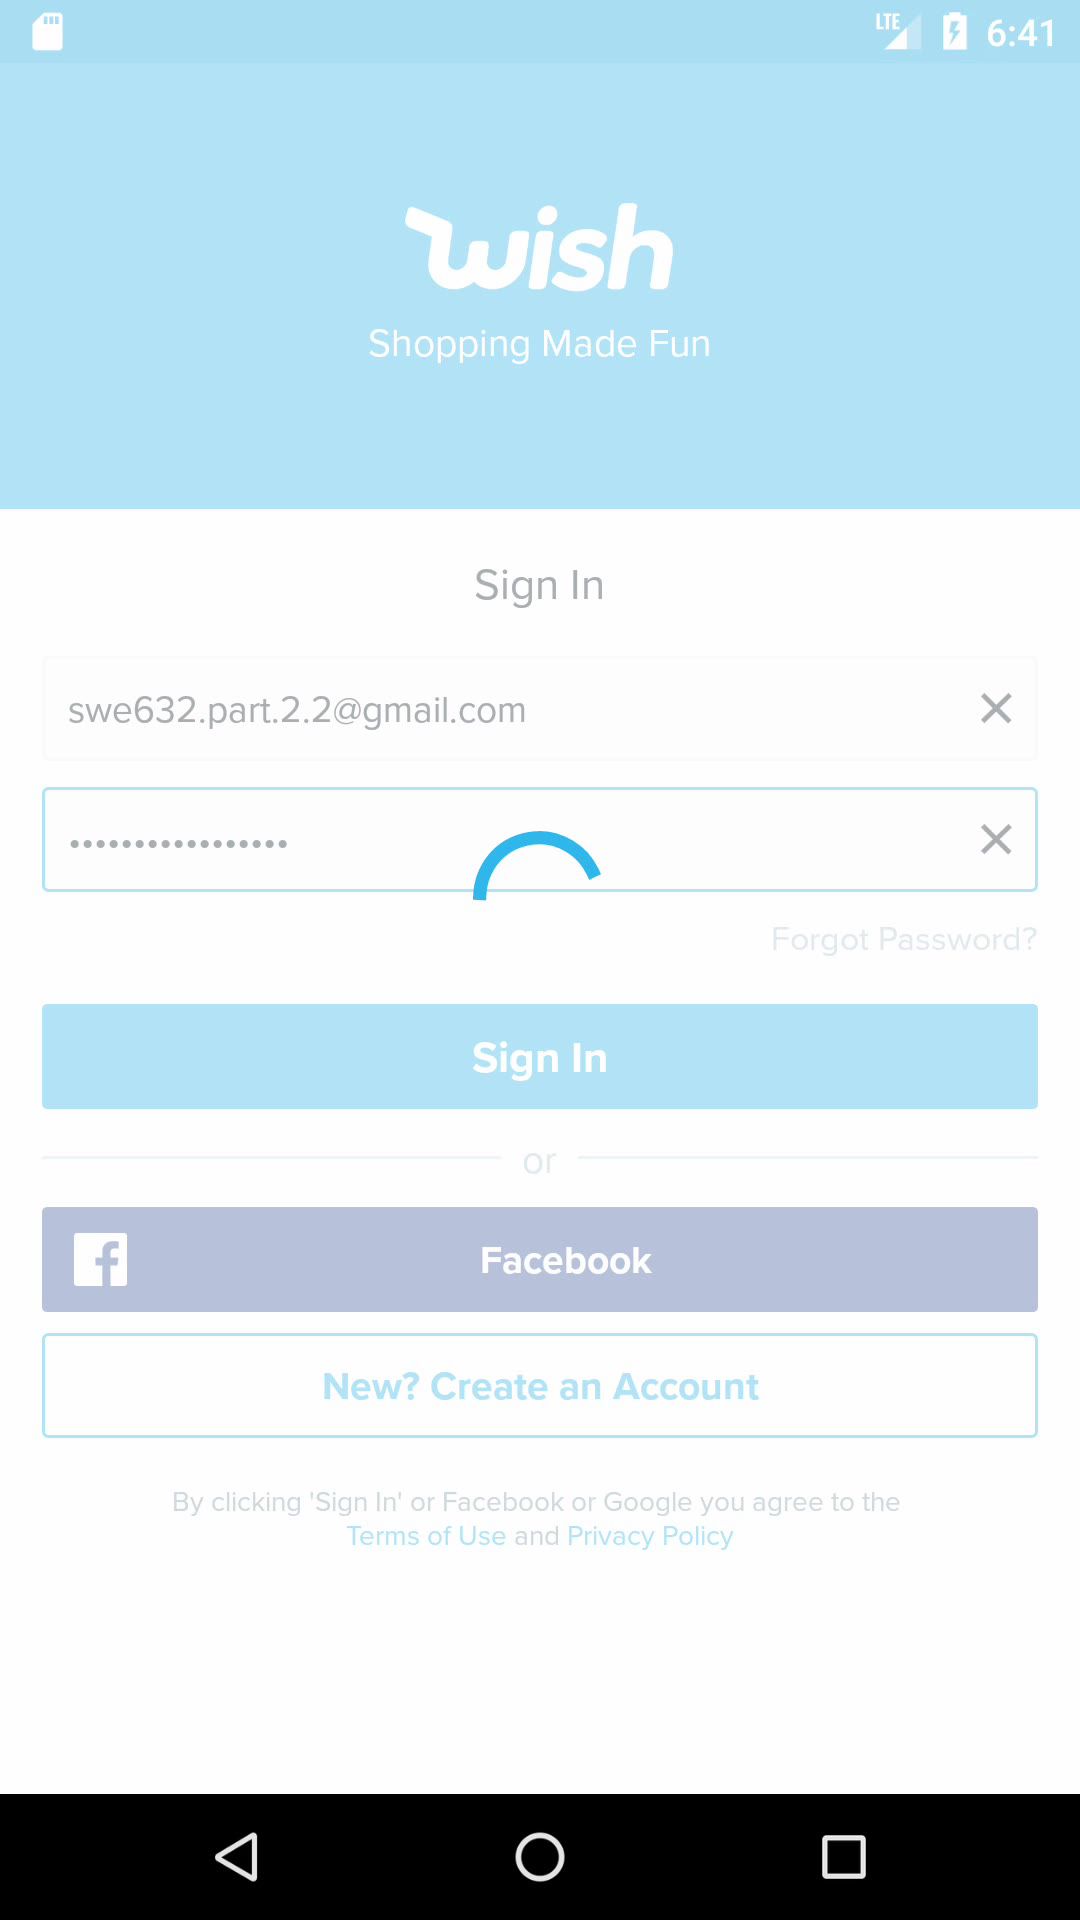 LTE 6:41
wish
Shopping Made Fun
Sign In
swe632.part.2.2@gmail.com
•••••••••••••••••
Forgot Password?
Sign In
or
Facebook
New? Create an Account
By clicking 'Sign In' or Facebook or Google you agree to the
Terms of Use and Privacy Policy